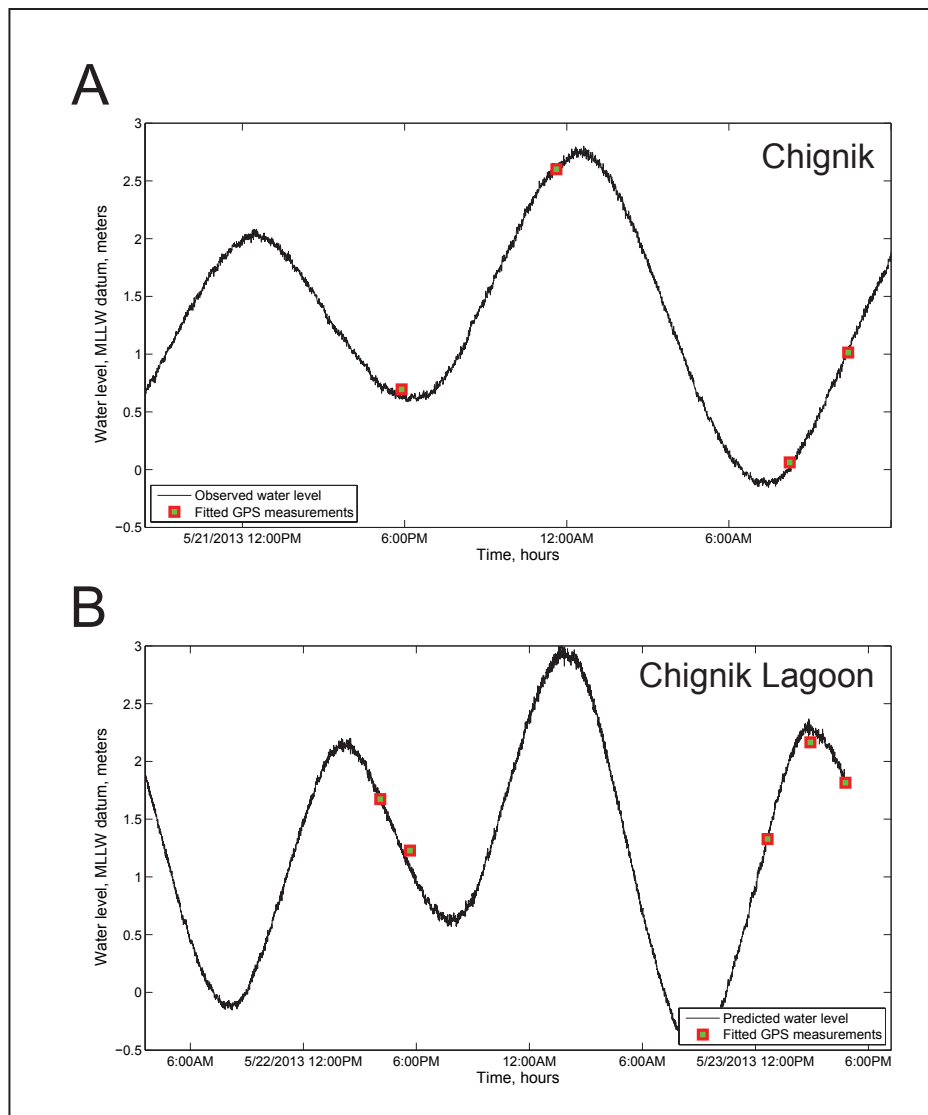 A
Chignik
3
2.5
2
1.5
1
0.5
0
−0.5
Water level, MLLW datum, meters
Observed water level
Fitted GPS measurements
5/21/2013 12:00PM 6:00PM 12:00AM 6:00AM
Time, hours
B
Chignik Lagoon
3
2.5
2
1.5
1
0.5
0
−0.5
Water level, MLLW datum, meters
Predicted water level
Fitted GPS measurements
6:00AM 5/22/2013 12:00PM 6:00PM 12:00AM 6:00AM 5/23/2013 12:00PM 6:00PM
Time, hours